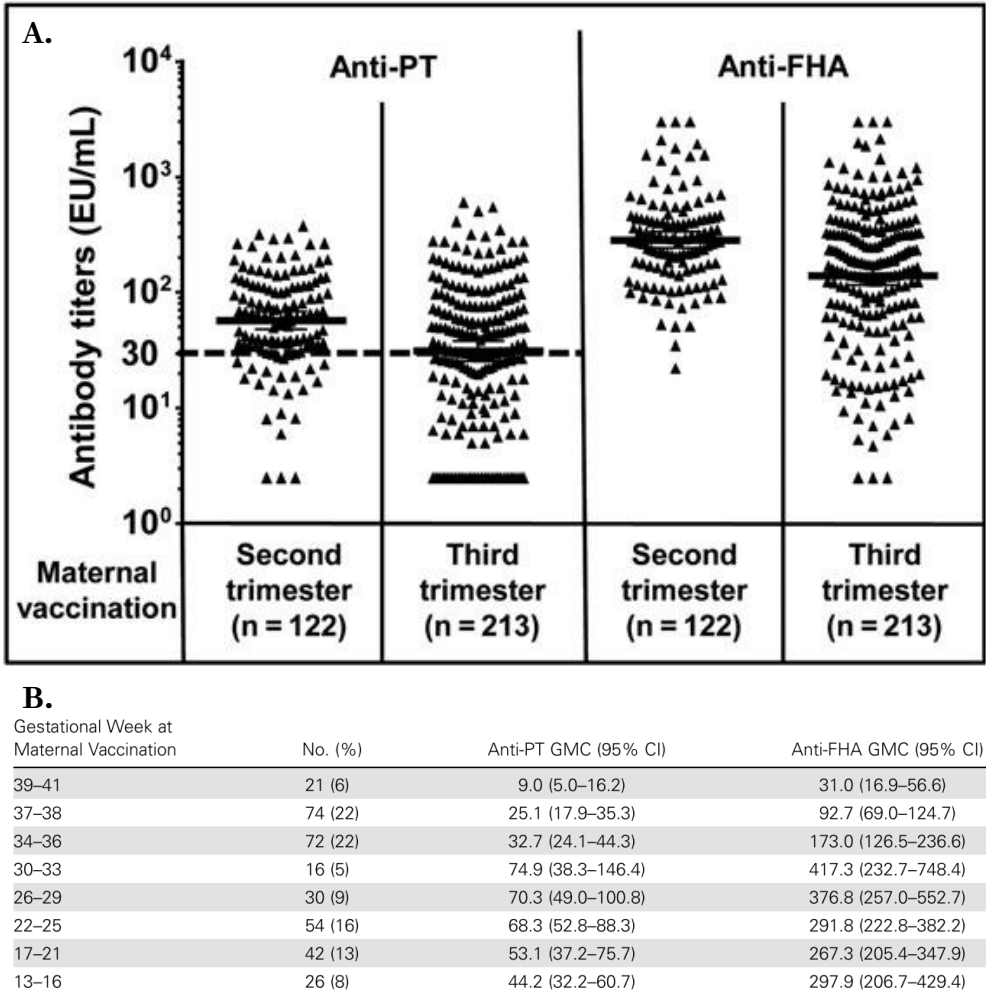 A.
Anti-PT Anti-FHA
Antibody titers (EU/mL)
10⁴
10³
10²
30
10¹
10⁰
Maternal vaccination
Second trimester (n = 122)
Third trimester (n = 213)
Second trimester (n = 122)
Third trimester (n = 213)
B.
Gestational Week at
Maternal Vaccination No. (%) Anti-PT GMC (95% CI) Anti-FHA GMC (95% CI)
39–41 21 (6) 9.0 (5.0–16.2) 31.0 (16.9–56.6)
37–38 74 (22) 25.1 (17.9–35.3) 92.7 (69.0–124.7)
34–36 72 (22) 32.7 (24.1–44.3) 173.0 (126.5–236.6)
30–33 16 (5) 74.9 (38.3–146.4) 417.3 (232.7–748.4)
26–29 30 (9) 70.3 (49.0–100.8) 376.8 (257.0–552.7)
22–25 54 (16) 68.3 (52.8–88.3) 291.8 (222.8–382.2)
17–21 42 (13) 53.1 (37.2–75.7) 267.3 (205.4–347.9)
13–16 26 (8) 44.2 (32.2–60.7) 297.9 (206.7–429.4)